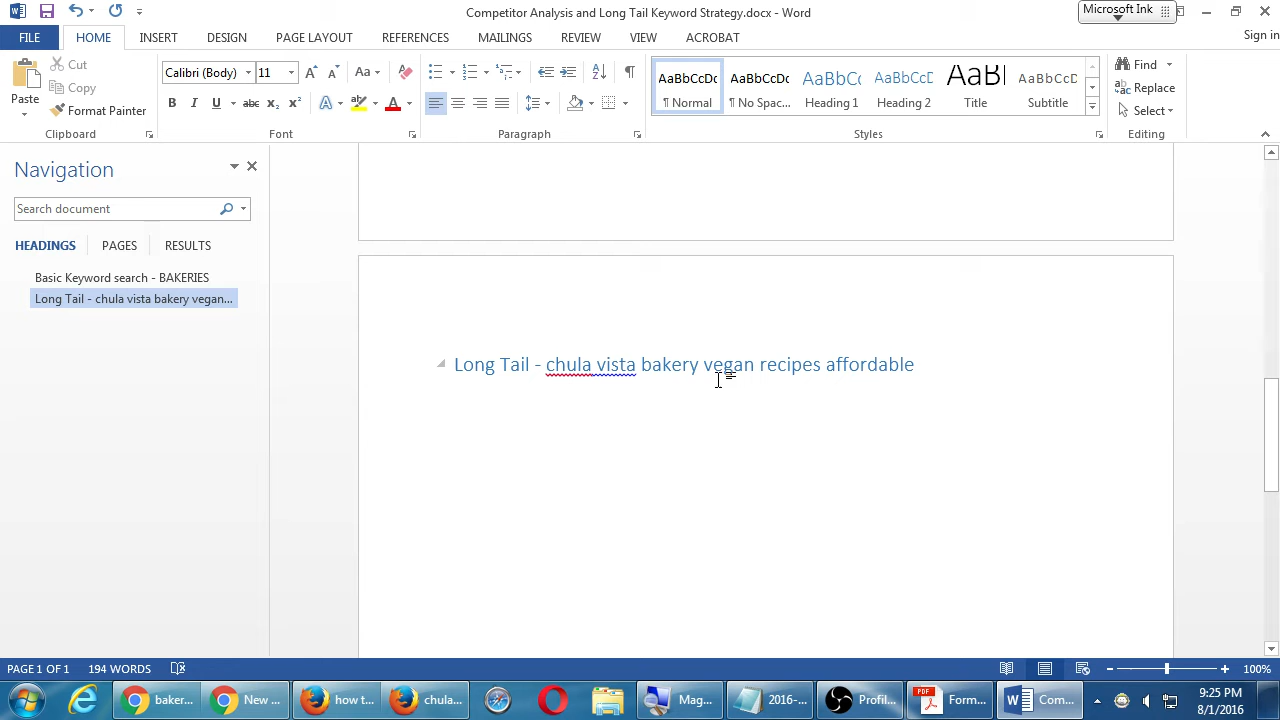 Competitor Analysis and Long Tail Keyword Strategy.docx - Word
Microsoft Ink
FILE HOME INSERT DESIGN PAGE LAYOUT REFERENCES MAILINGS REVIEW VIEW ACROBAT Sign in
Paste
Cut
Copy
Format Painter
Clipboard
Calibri (Body) 11
Font
Paragraph
AaBbCcDc ¶ Normal
AaBbCcDc ¶ No Spac...
AaBbCc Heading 1
AaBbCcD Heading 2
AaB Title
AaBbCcD Subtitle
Styles
Find
Replace
Select
Editing
Navigation
Search document
HEADINGS PAGES RESULTS
Basic Keyword search - BAKERIES
Long Tail - chula vista bakery vegan...
Long Tail - chula vista bakery vegan recipes affordable
PAGE 1 OF 1 194 WORDS 100%
baker... New ... how t... chula... Mag... 2016-... Profil... Form... Com...
9:25 PM
8/1/2016